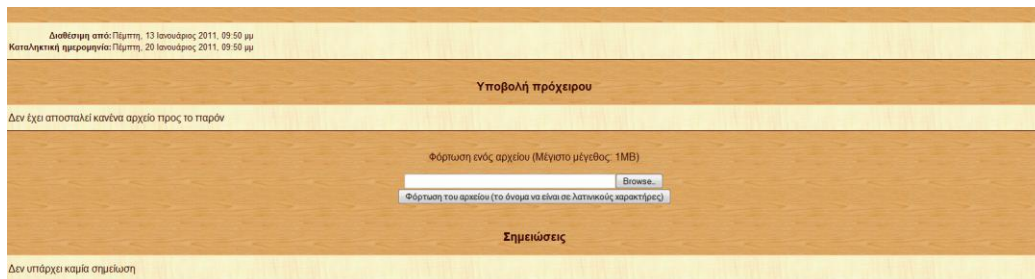 Διαθέσιμη από: Πέμπτη, 13 Ιανουάριος 2011, 09:50 μμ
Καταληκτική ημερομηνία: Πέμπτη, 20 Ιανουάριος 2011, 09:50 μμ
Υποβολή πρόχειρου
Δεν έχει αποσταλεί κανένα αρχείο προς το παρόν
Φόρτωση ενός αρχείου (Μέγιστο μέγεθος: 1MB)
Browse..
Φόρτωση του αρχείου (το όνομα να είναι σε λατινικούς χαρακτήρες)
Σημειώσεις
Δεν υπάρχει καμία σημείωση